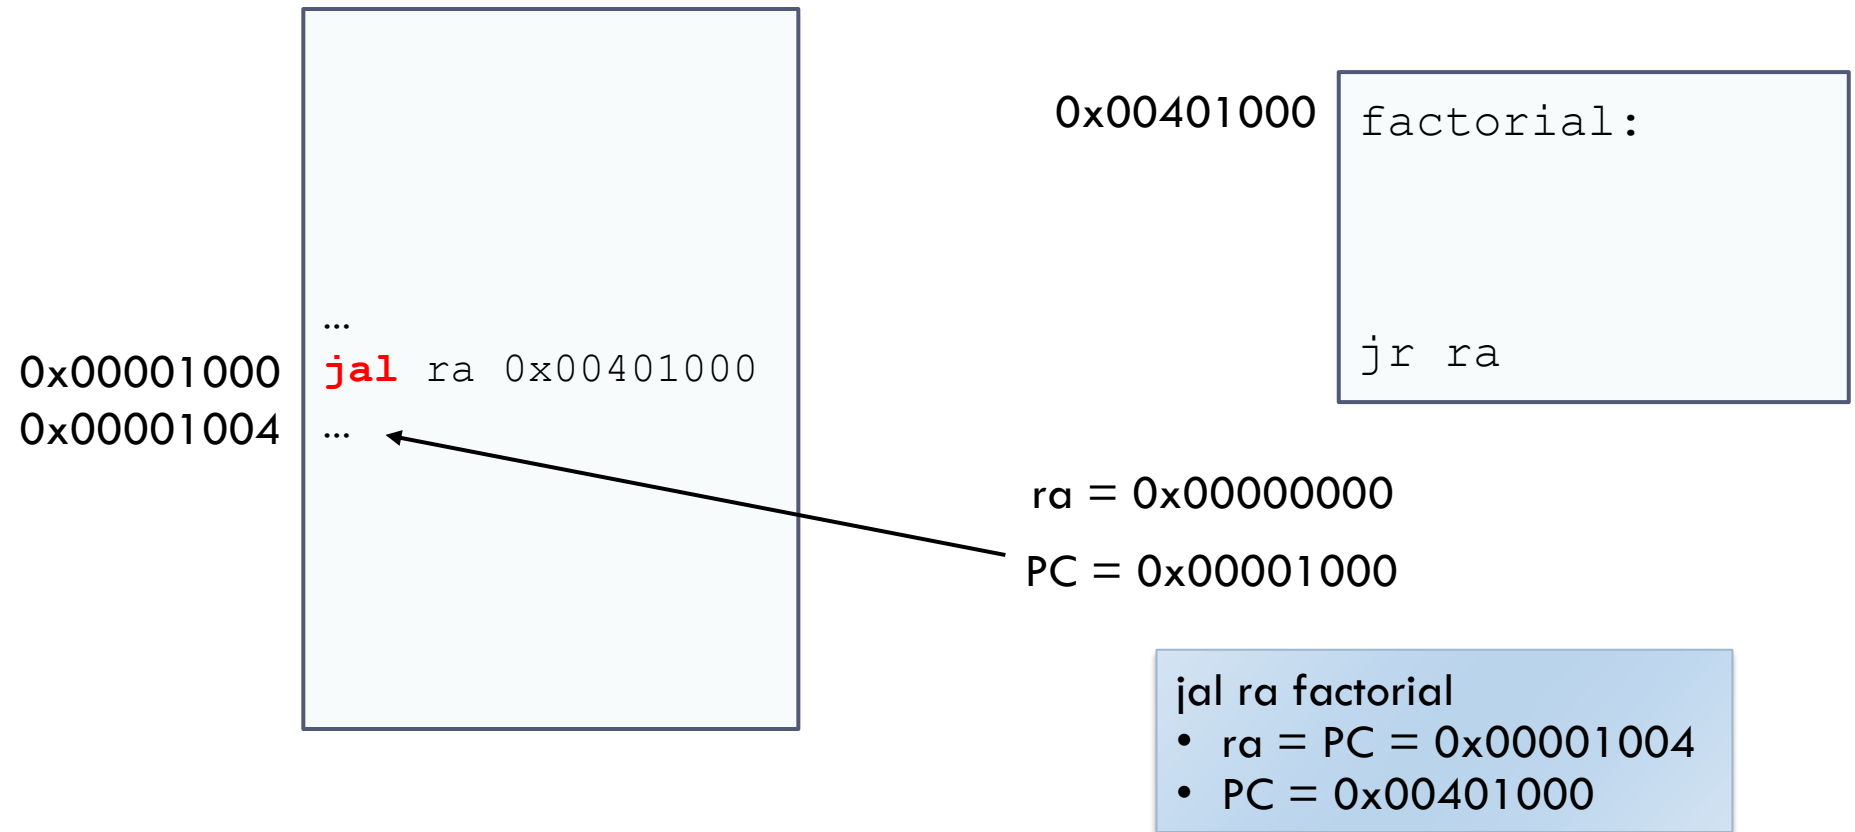 0x00401000
factorial:
…
0x00001000
jal ra 0x00401000
jr ra
0x00001004
…
ra = 0x00000000
PC = 0x00001000
jal ra factorial
• ra = PC = 0x00001004
• PC = 0x00401000